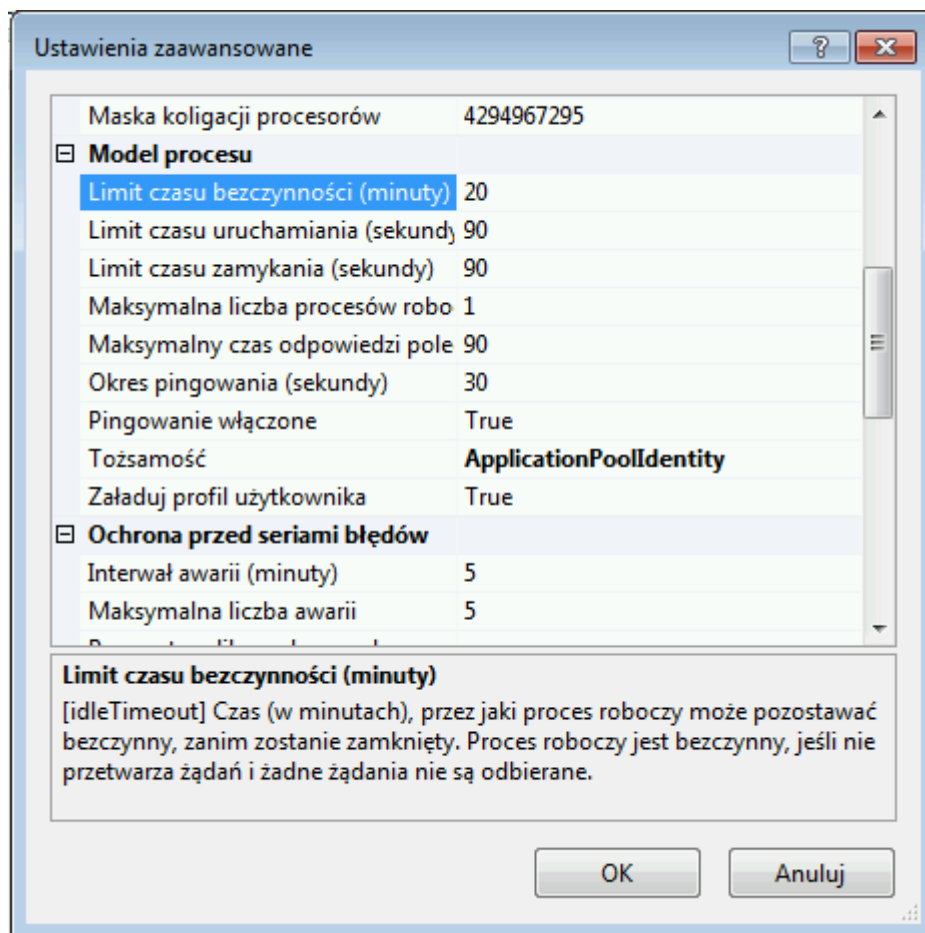 Ustawienia zaawansowane
Maska koligacji procesorów 4294967295
Model procesu
Limit czasu bezczynności (minuty) 20
Limit czasu uruchamiania (sekundy 90
Limit czasu zamykania (sekundy) 90
Maksymalna liczba procesów robo 1
Maksymalny czas odpowiedzi pole 90
Okres pingowania (sekundy) 30
Pingowanie włączone True
Tożsamość ApplicationPoolIdentity
Załaduj profil użytkownika True
Ochrona przed seriami błędów
Interwał awarii (minuty) 5
Maksymalna liczba awarii 5
Limit czasu bezczynności (minuty)
[idleTimeout] Czas (w minutach), przez jaki proces roboczy może pozostawać
bezczynny, zanim zostanie zamknięty. Proces roboczy jest bezczynny, jeśli nie
przetwarza żądań i żadne żądania nie są odbierane.
OK Anuluj